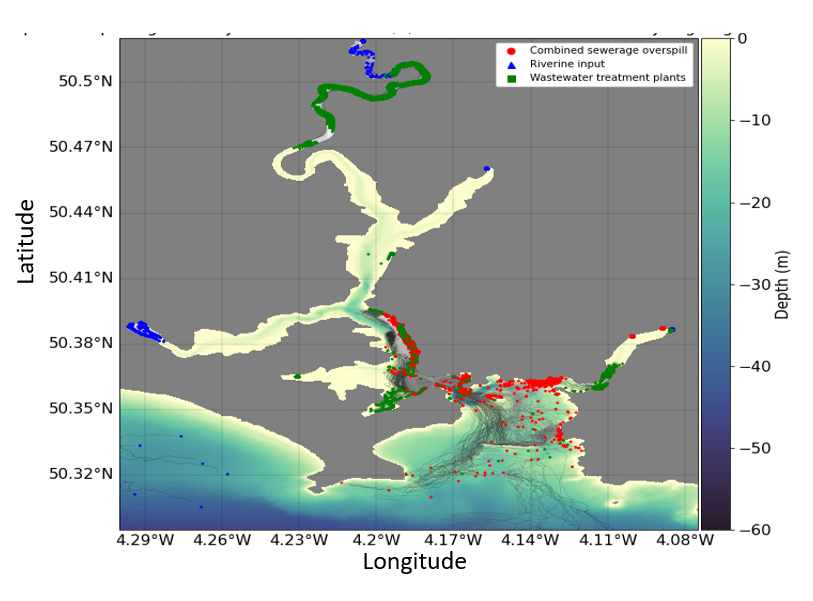 Combined sewerage overspill
Riverine input
Wastewater treatment plants
50.5°N
50.47°N
50.44°N
50.41°N
50.38°N
50.35°N
50.32°N
Latitude
4.29°W 4.26°W 4.23°W 4.2°W 4.17°W 4.14°W 4.11°W 4.08°W
Longitude
0
−10
−20
−30
−40
−50
−60
Depth (m)